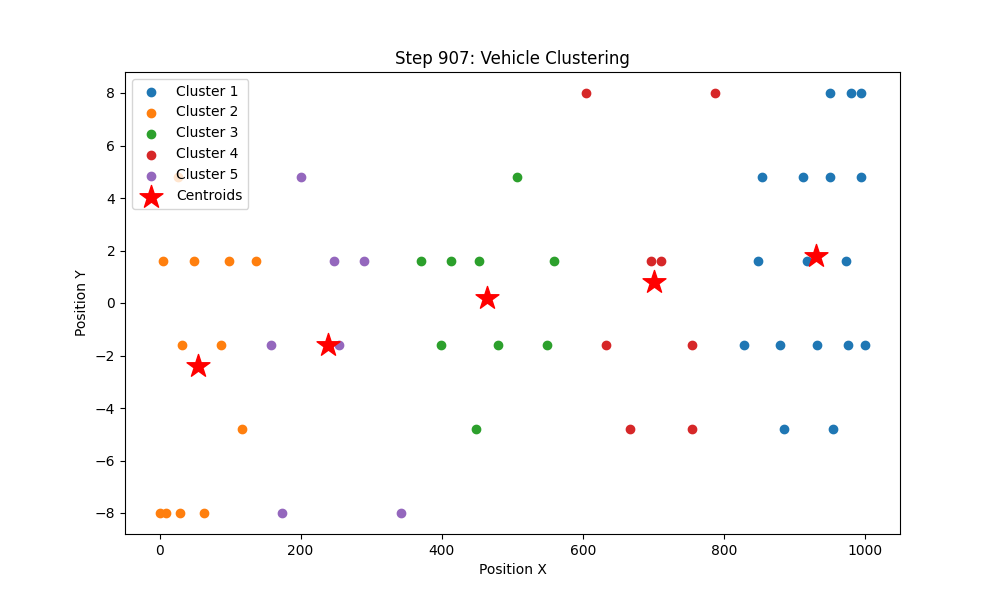 Step 907: Vehicle Clustering
Cluster 1
Cluster 2
Cluster 3
Cluster 4
Cluster 5
Centroids
8
6
4
2
0
−2
−4
−6
−8
Position Y
0 200 400 600 800 1000
Position X